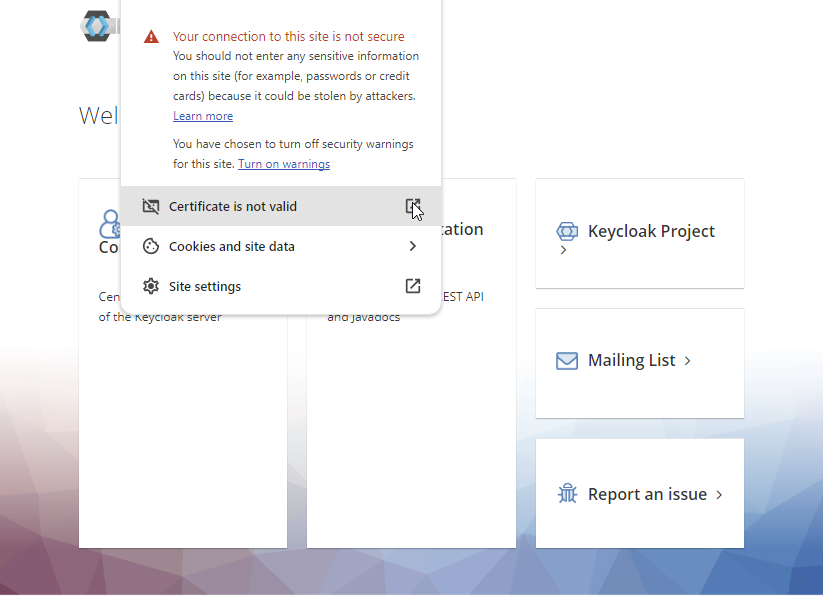 Your connection to this site is not secure
You should not enter any sensitive information
on this site (for example, passwords or credit
cards) because it could be stolen by attackers.
Learn more
You have chosen to turn off security warnings
for this site. Turn on warnings
Certificate is not valid
Cookies and site data
Site settings
Wel
Co
Cen
of the Keycloak server
tation
EST API
and Javadocs
Keycloak Project
Mailing List
Report an issue